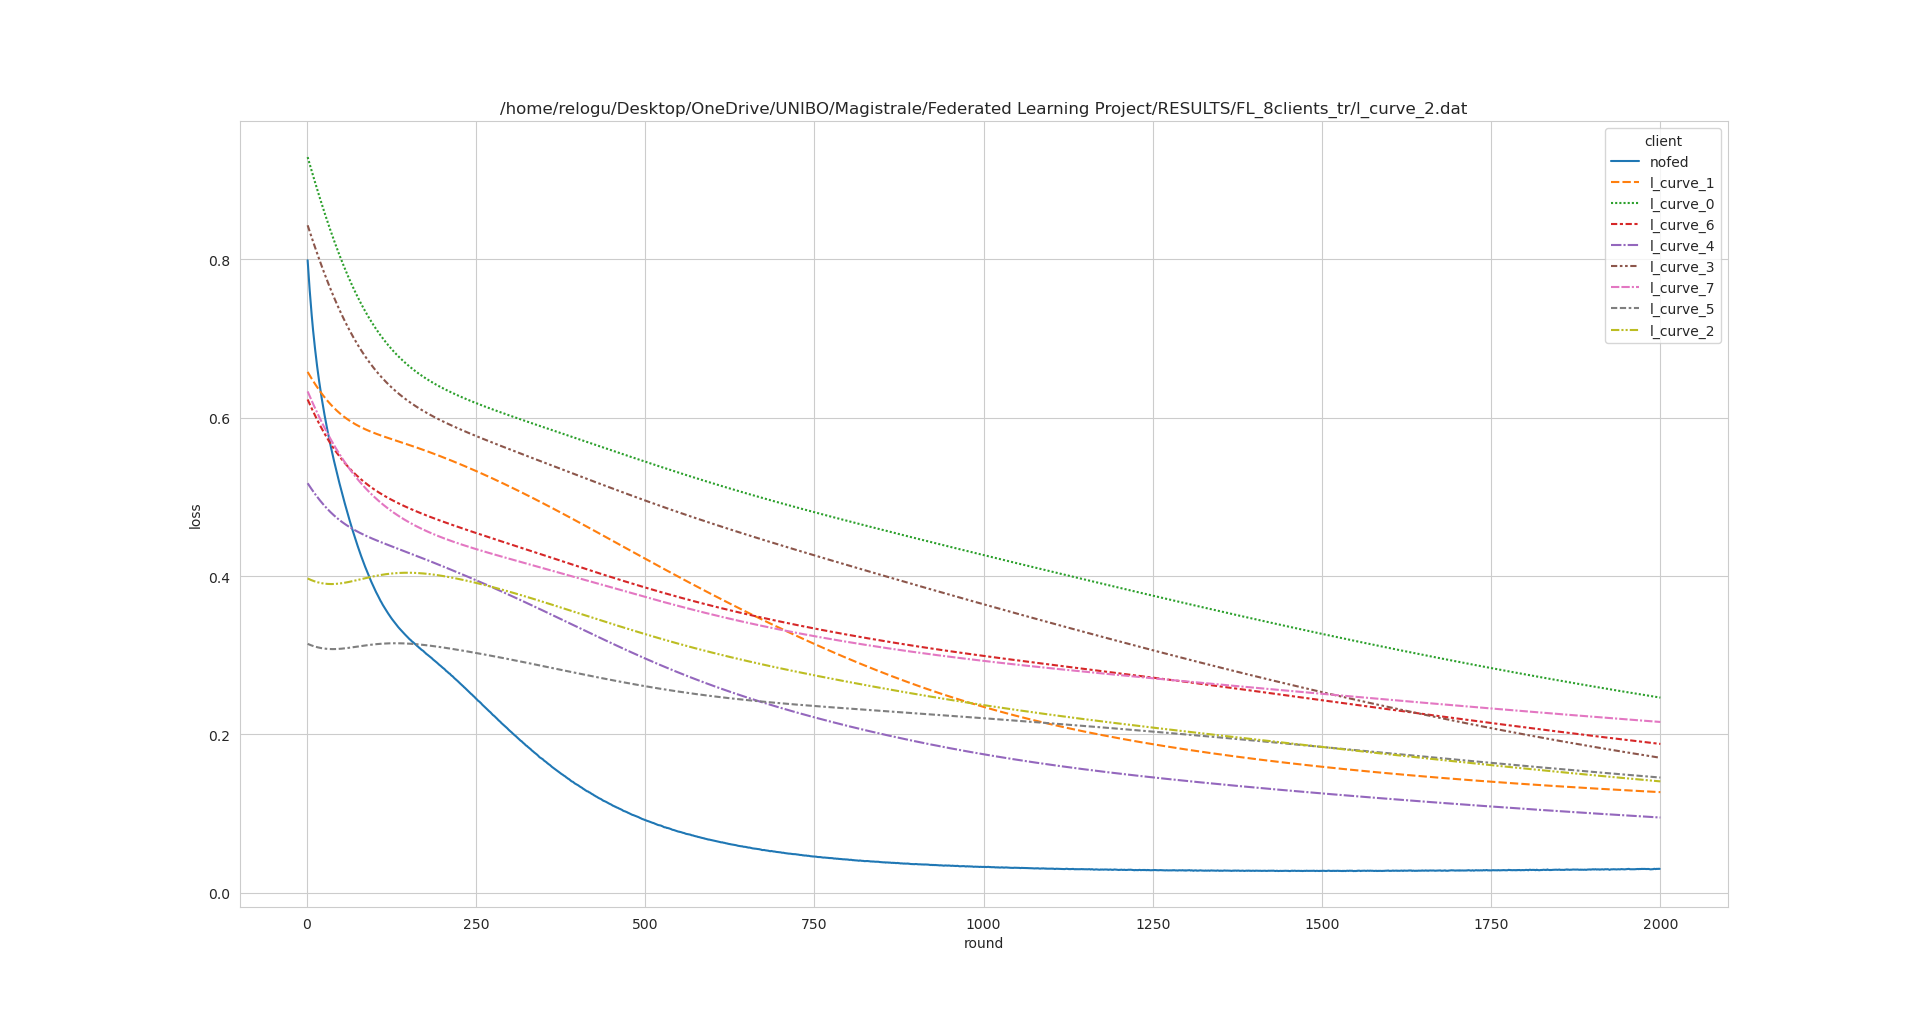 /home/relogu/Desktop/OneDrive/UNIBO/Magistrale/Federated Learning Project/RESULTS/FL_8clients_tr/l_curve_2.dat
client
nofed
l_curve_1
l_curve_0
l_curve_6
l_curve_4
l_curve_3
l_curve_7
l_curve_5
l_curve_2
0.8
0.6
0.4
0.2
0.0
loss
0 250 500 750 1000 1250 1500 1750 2000
round